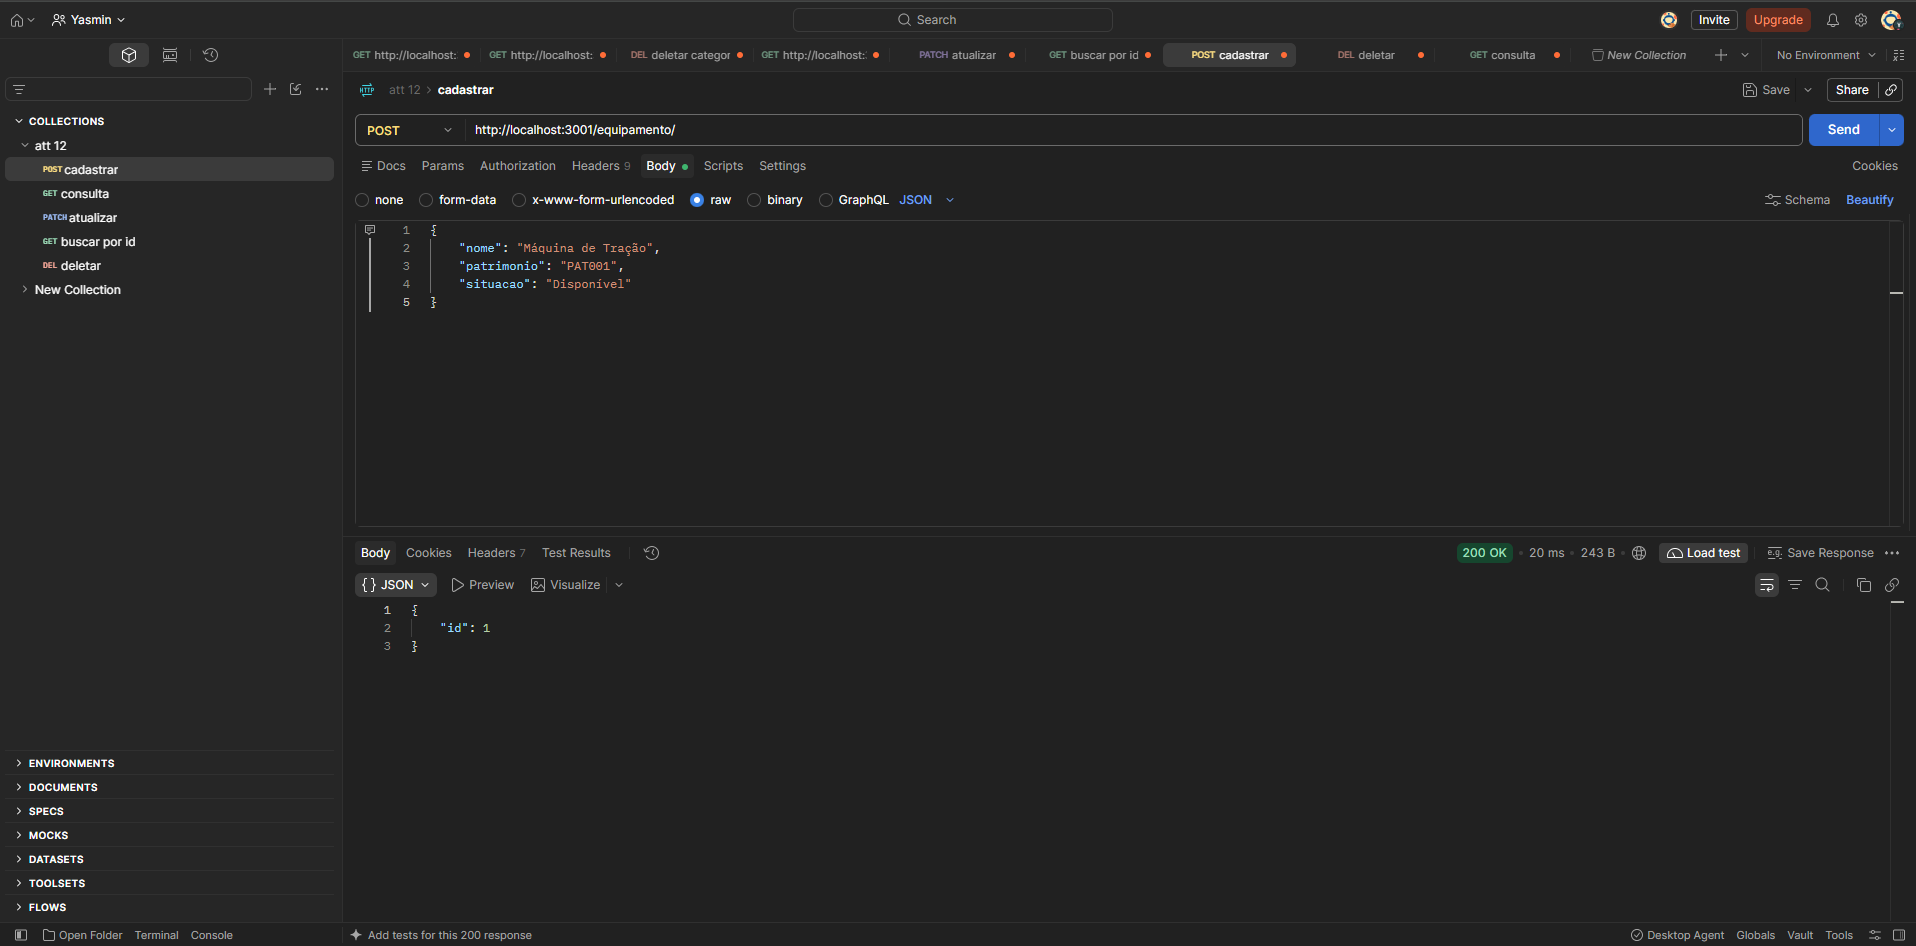 Yasmin
Search
Invite
Upgrade
GET http://localhost:
GET http://localhost:
DEL deletar categor
GET http://localhost:
PATCH atualizar
GET buscar por id
POST cadastrar
DEL deletar
GET consulta
New Collection
No Environment
HTTP att 12 > cadastrar
Save
Share
COLLECTIONS
att 12
POST cadastrar
GET consulta
PATCH atualizar
GET buscar por id
DEL deletar
New Collection
POST
http://localhost:3001/equipamento/
Send
Docs Params Authorization Headers 9 Body Scripts Settings
Cookies
none form-data x-www-form-urlencoded raw binary GraphQL JSON
Schema Beautify
1 {
2 "nome": "Máquina de Tração",
3 "patrimonio": "PAT001",
4 "situacao": "Disponível"
5 }
Body Cookies Headers 7 Test Results
200 OK • 20 ms • 243 B
Load test
e.g. Save Response
{} JSON Preview Visualize
1 {
2 "id": 1
3 }
ENVIRONMENTS
DOCUMENTS
SPECS
MOCKS
DATASETS
TOOLSETS
FLOWS
Open Folder Terminal Console
Add tests for this 200 response
Desktop Agent Globals Vault Tools